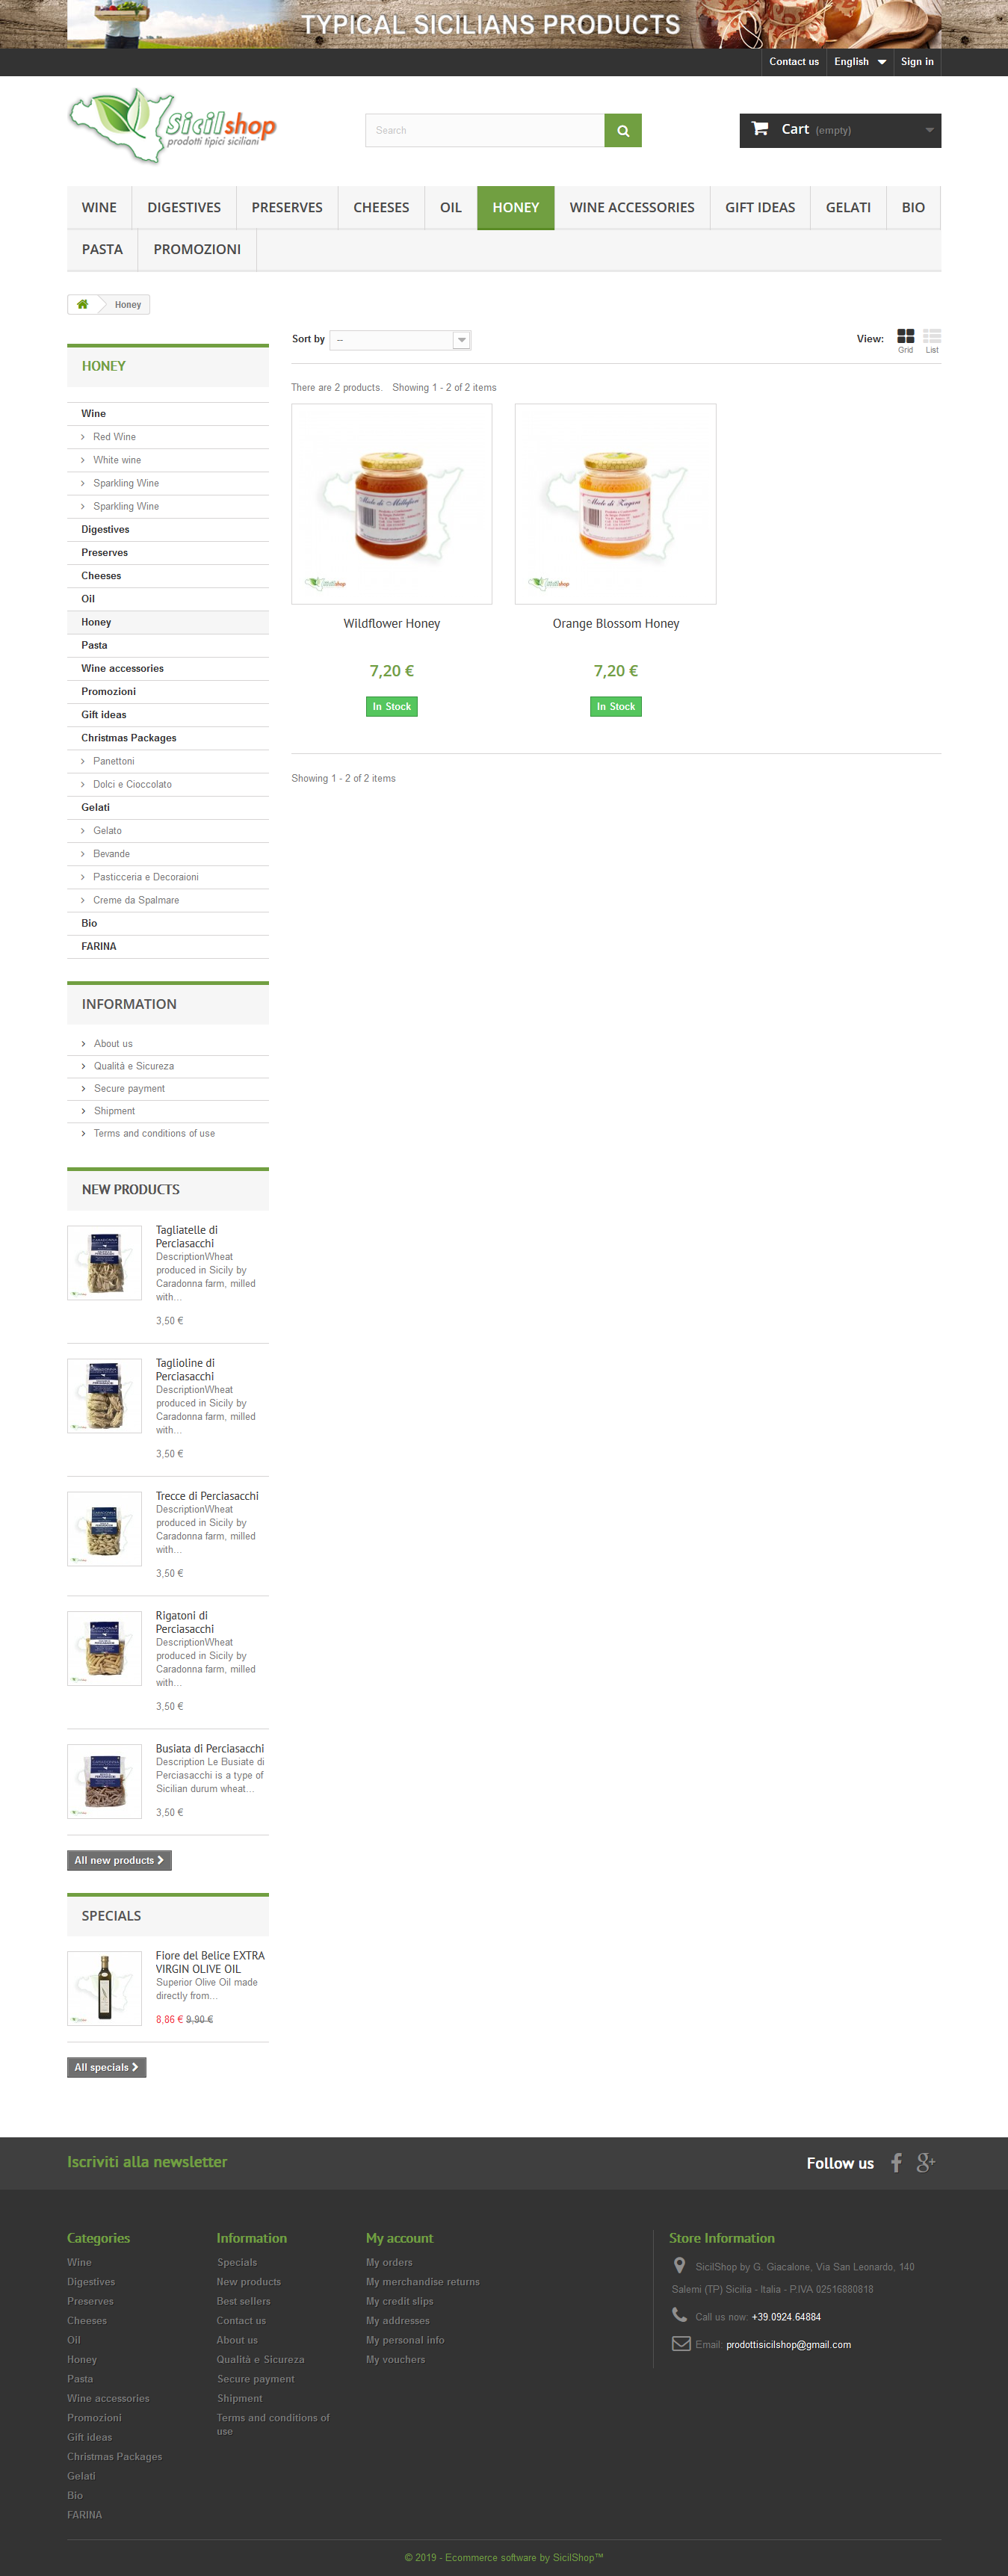 TYPICAL SICILIANS PRODUCTS
Contact us
English
Sign in
Sicilshop
prodotti tipici siciliani
Search
Cart (empty)
WINE
DIGESTIVES
PRESERVES
CHEESES
OIL
HONEY
WINE ACCESSORIES
GIFT IDEAS
GELATI
BIO
PASTA
PROMOZIONI
Honey
HONEY
Wine
Red Wine
White wine
Sparkling Wine
Sparkling Wine
Digestives
Preserves
Cheeses
Oil
Honey
Pasta
Wine accessories
Promozioni
Gift ideas
Christmas Packages
Panettoni
Dolci e Cioccolato
Gelati
Gelato
Bevande
Pasticceria e Decoraioni
Creme da Spalmare
Bio
FARINA
INFORMATION
About us
Qualità e Sicureza
Secure payment
Shipment
Terms and conditions of use
NEW PRODUCTS
Tagliatelle di
Perciasacchi
DescriptionWheat
produced in Sicily by
Caradonna farm, milled
with...
3,50 €
Taglioline di
Perciasacchi
DescriptionWheat
produced in Sicily by
Caradonna farm, milled
with...
3,50 €
Trecce di Perciasacchi
DescriptionWheat
produced in Sicily by
Caradonna farm, milled
with...
3,50 €
Rigatoni di
Perciasacchi
DescriptionWheat
produced in Sicily by
Caradonna farm, milled
with...
3,50 €
Busiata di Perciasacchi
Description Le Busiate di
Perciasacchi is a type of
Sicilian durum wheat...
3,50 €
All new products
SPECIALS
Fiore del Belice EXTRA
VIRGIN OLIVE OIL
Superior Olive Oil made
directly from...
8,86 € 9,90 €
All specials
Sort by --
View:
Grid
List
There are 2 products. Showing 1 - 2 of 2 items
Miele di Millefiori
Miele di Zagara
Wildflower Honey
7,20 €
In Stock
Orange Blossom Honey
7,20 €
In Stock
Showing 1 - 2 of 2 items
Iscriviti alla newsletter
Follow us
Categories
Wine
Digestives
Preserves
Cheeses
Oil
Honey
Pasta
Wine accessories
Promozioni
Gift ideas
Christmas Packages
Gelati
Bio
FARINA
Information
Specials
New products
Best sellers
Contact us
About us
Qualità e Sicureza
Secure payment
Shipment
Terms and conditions of
use
My account
My orders
My merchandise returns
My credit slips
My addresses
My personal info
My vouchers
Store Information
SicilShop by G. Giacalone, Via San Leonardo, 140
Salemi (TP) Sicilia - Italia - P.IVA 02516880818
Call us now: +39.0924.64884
Email: prodottisicilshop@gmail.com
© 2019 - Ecommerce software by SicilShop™